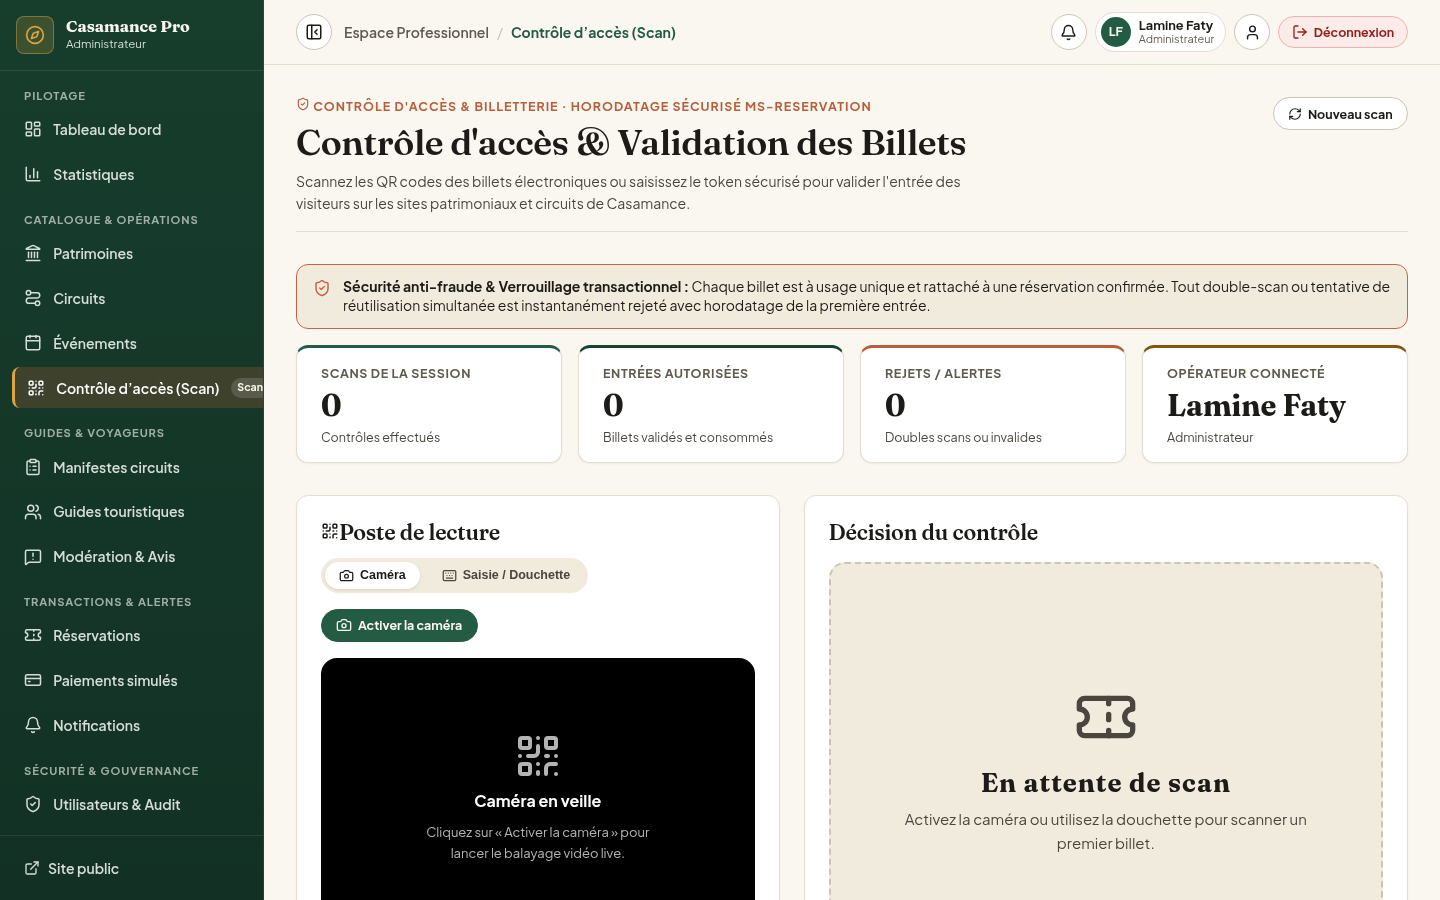 Casamance Pro
Administrateur
PILOTAGE
Tableau de bord
Statistiques
CATALOGUE & OPÉRATIONS
Patrimoines
Circuits
Événements
Contrôle d’accès (Scan)
Scan
GUIDES & VOYAGEURS
Manifestes circuits
Guides touristiques
Modération & Avis
TRANSACTIONS & ALERTES
Réservations
Paiements simulés
Notifications
SÉCURITÉ & GOUVERNANCE
Utilisateurs & Audit
Site public
Espace Professionnel / Contrôle d’accès (Scan)
LF
Lamine Faty
Administrateur
Déconnexion
CONTRÔLE D'ACCÈS & BILLETTERIE · HORODATAGE SÉCURISÉ MS-RESERVATION
Contrôle d'accès & Validation des Billets
Scannez les QR codes des billets électroniques ou saisissez le token sécurisé pour valider l'entrée des
visiteurs sur les sites patrimoniaux et circuits de Casamance.
Nouveau scan
Sécurité anti-fraude & Verrouillage transactionnel : Chaque billet est à usage unique et rattaché à une réservation confirmée. Tout double-scan ou tentative de
réutilisation simultanée est instantanément rejeté avec horodatage de la première entrée.
SCANS DE LA SESSION
0
Contrôles effectués
ENTRÉES AUTORISÉES
0
Billets validés et consommés
REJETS / ALERTES
0
Doubles scans ou invalides
OPÉRATEUR CONNECTÉ
Lamine Faty
Administrateur
Poste de lecture
Caméra
Saisie / Douchette
Activer la caméra
Caméra en veille
Cliquez sur « Activer la caméra » pour
lancer le balayage vidéo live.
Décision du contrôle
En attente de scan
Activez la caméra ou utilisez la douchette pour scanner un
premier billet.